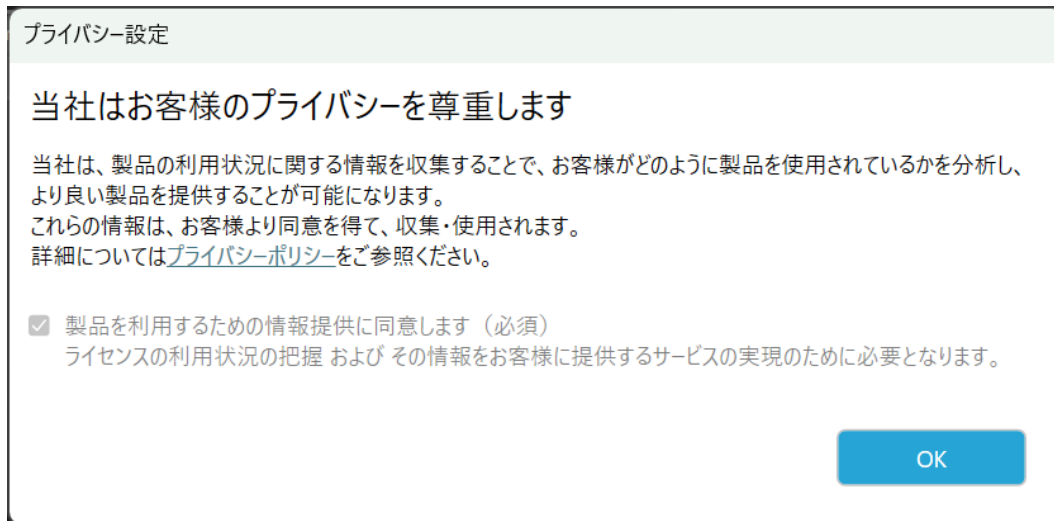 プライバシー設定
当社はお客様のプライバシーを尊重します
当社は、製品の利用状況に関する情報を収集することで、お客様がどのように製品を使用されているかを分析し、
より良い製品を提供することが可能になります。
これらの情報は、お客様より同意を得て、収集・使用されます。
詳細についてはプライバシーポリシーをご参照ください。
製品を利用するための情報提供に同意します（必須）
ライセンスの利用状況の把握 および その情報をお客様に提供するサービスの実現のために必要となります。
OK